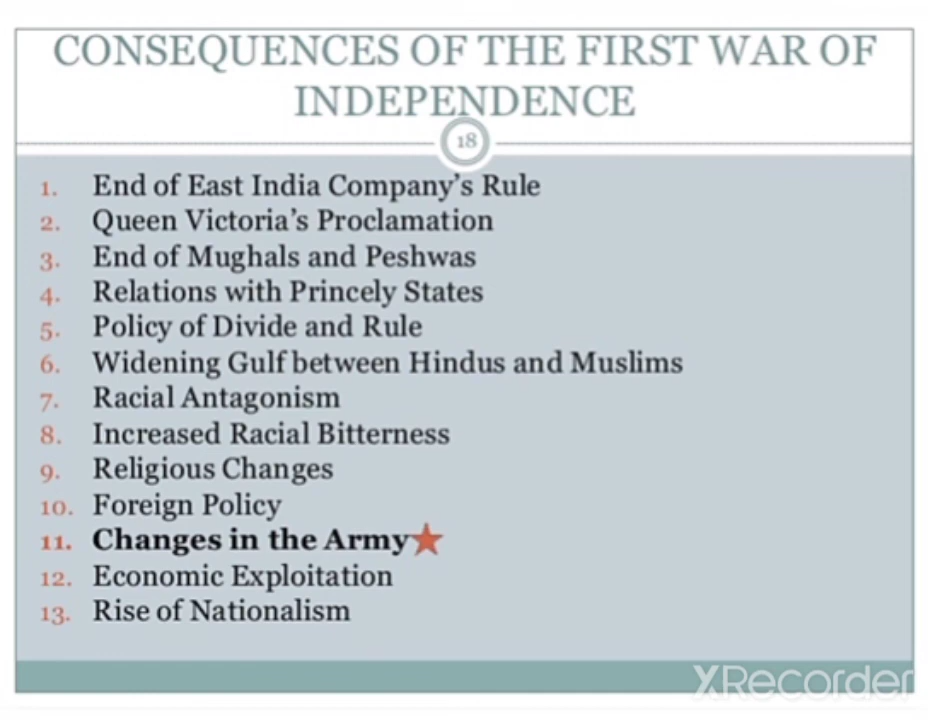 CONSEQUENCES OF THE FIRST WAR OF
INDEPENDENCE
18
1. End of East India Company's Rule
2. Queen Victoria's Proclamation
3. End of Mughals and Peshwas
4. Relations with Princely States
5. Policy of Divide and Rule
6. Widening Gulf between Hindus and Muslims
7. Racial Antagonism
8. Increased Racial Bitterness
9. Religious Changes
10. Foreign Policy
11. Changes in the Army
12. Economic Exploitation
13. Rise of Nationalism
XRecorder